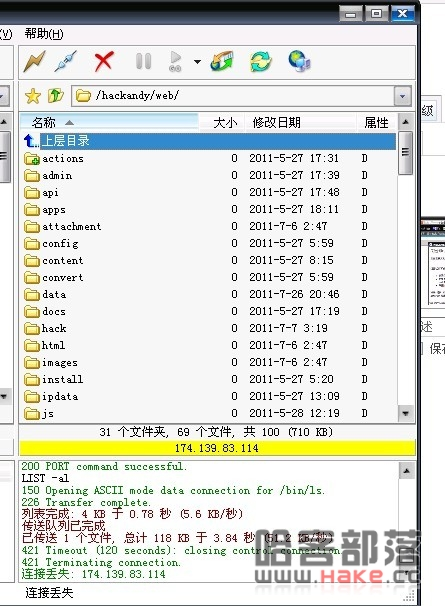 (V) 帮助(H)
GO
/hackandy/web/
级
名称 大小 修改日期 属性
上层目录
actions 0 2011-5-27 17:31 D
admin 0 2011-5-27 17:39 D
api 0 2011-5-27 17:48 D
apps 0 2011-5-27 18:11 D
attachment 0 2011-7-6 2:47 D
config 0 2011-5-27 5:59 D
content 0 2011-5-27 8:15 D
convert 0 2011-5-27 5:59 D
data 0 2011-7-26 20:46 D
docs 0 2011-5-27 17:19 D
述
hack 0 2011-7-7 3:19 D
保存
html 0 2011-7-6 2:47 D
images 0 2011-7-6 2:47 D
install 0 2011-5-27 5:20 D
ipdata 0 2011-5-27 13:09 D
js 0 2011-5-28 12:19 D
31 个文件夹, 69 个文件, 共 100 (710 KB)
174.139.83.114
200 PORT command successful.
LIST -al
150 Opening ASCII mode data connection for /bin/ls.
226 Transfer complete.
列表完成: 4 KB 于 0.78 秒 (5.6 KB/秒)
传送队列已完成
已传送 1 个文件, 总计 118 KB 于 3.84 秒 (51.2 KB/秒)
421 Timeout (120 seconds): closing control connection.
421 Terminating connection.
连接丢失: 174.139.83.114
哈客部落
www.Hake.cc
连接丢失